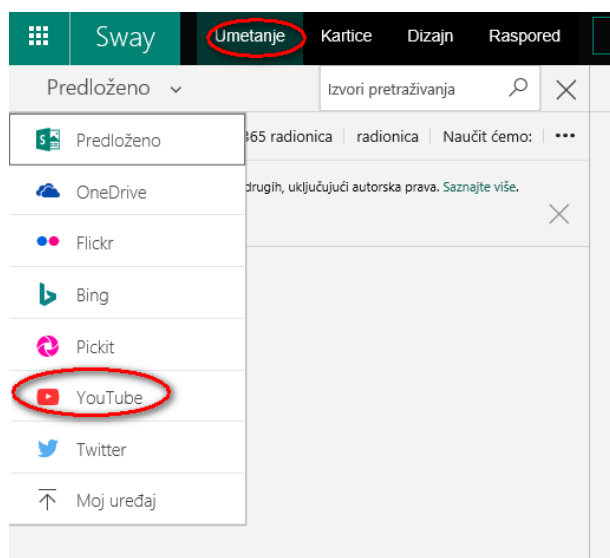 Sway Umetanje Kartice Dizajn Raspored
Predloženo Izvori pretraživanja
Predloženo 365 radionica radionica Naučit ćemo:
OneDrive drugih, uključujući autorska prava. Saznajte više.
Flickr
Bing
Pickit
YouTube
Twitter
Moj uređaj